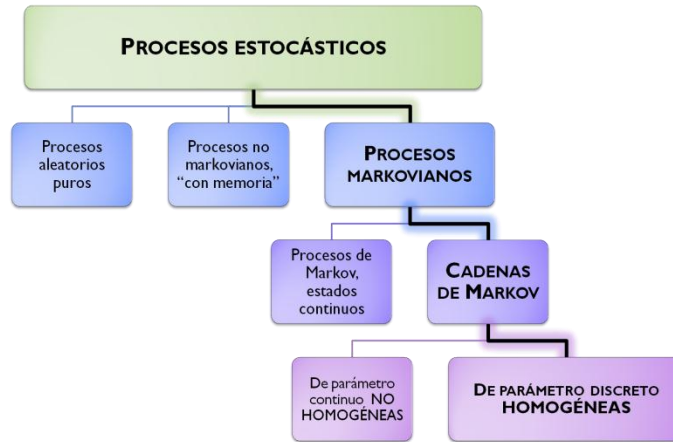 PROCESOS ESTOCÁSTICOS
Procesos
aleatorios
puros
Procesos no
markovianos,
“con memoria”
PROCESOS
MARKOVIANOS
Procesos de
Markov,
estados
continuos
CADENAS
DE MARKOV
De parámetro
continuo NO
HOMOGÉNEAS
DE PARÁMETRO DISCRETO
HOMOGÉNEAS